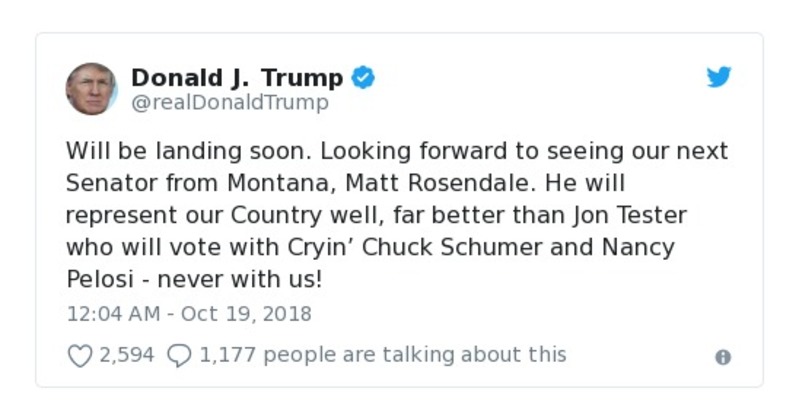 Donald J. Trump
@realDonaldTrump
Will be landing soon. Looking forward to seeing our next
Senator from Montana, Matt Rosendale. He will
represent our Country well, far better than Jon Tester
who will vote with Cryin’ Chuck Schumer and Nancy
Pelosi - never with us!
12:04 AM - Oct 19, 2018
2,594 1,177 people are talking about this